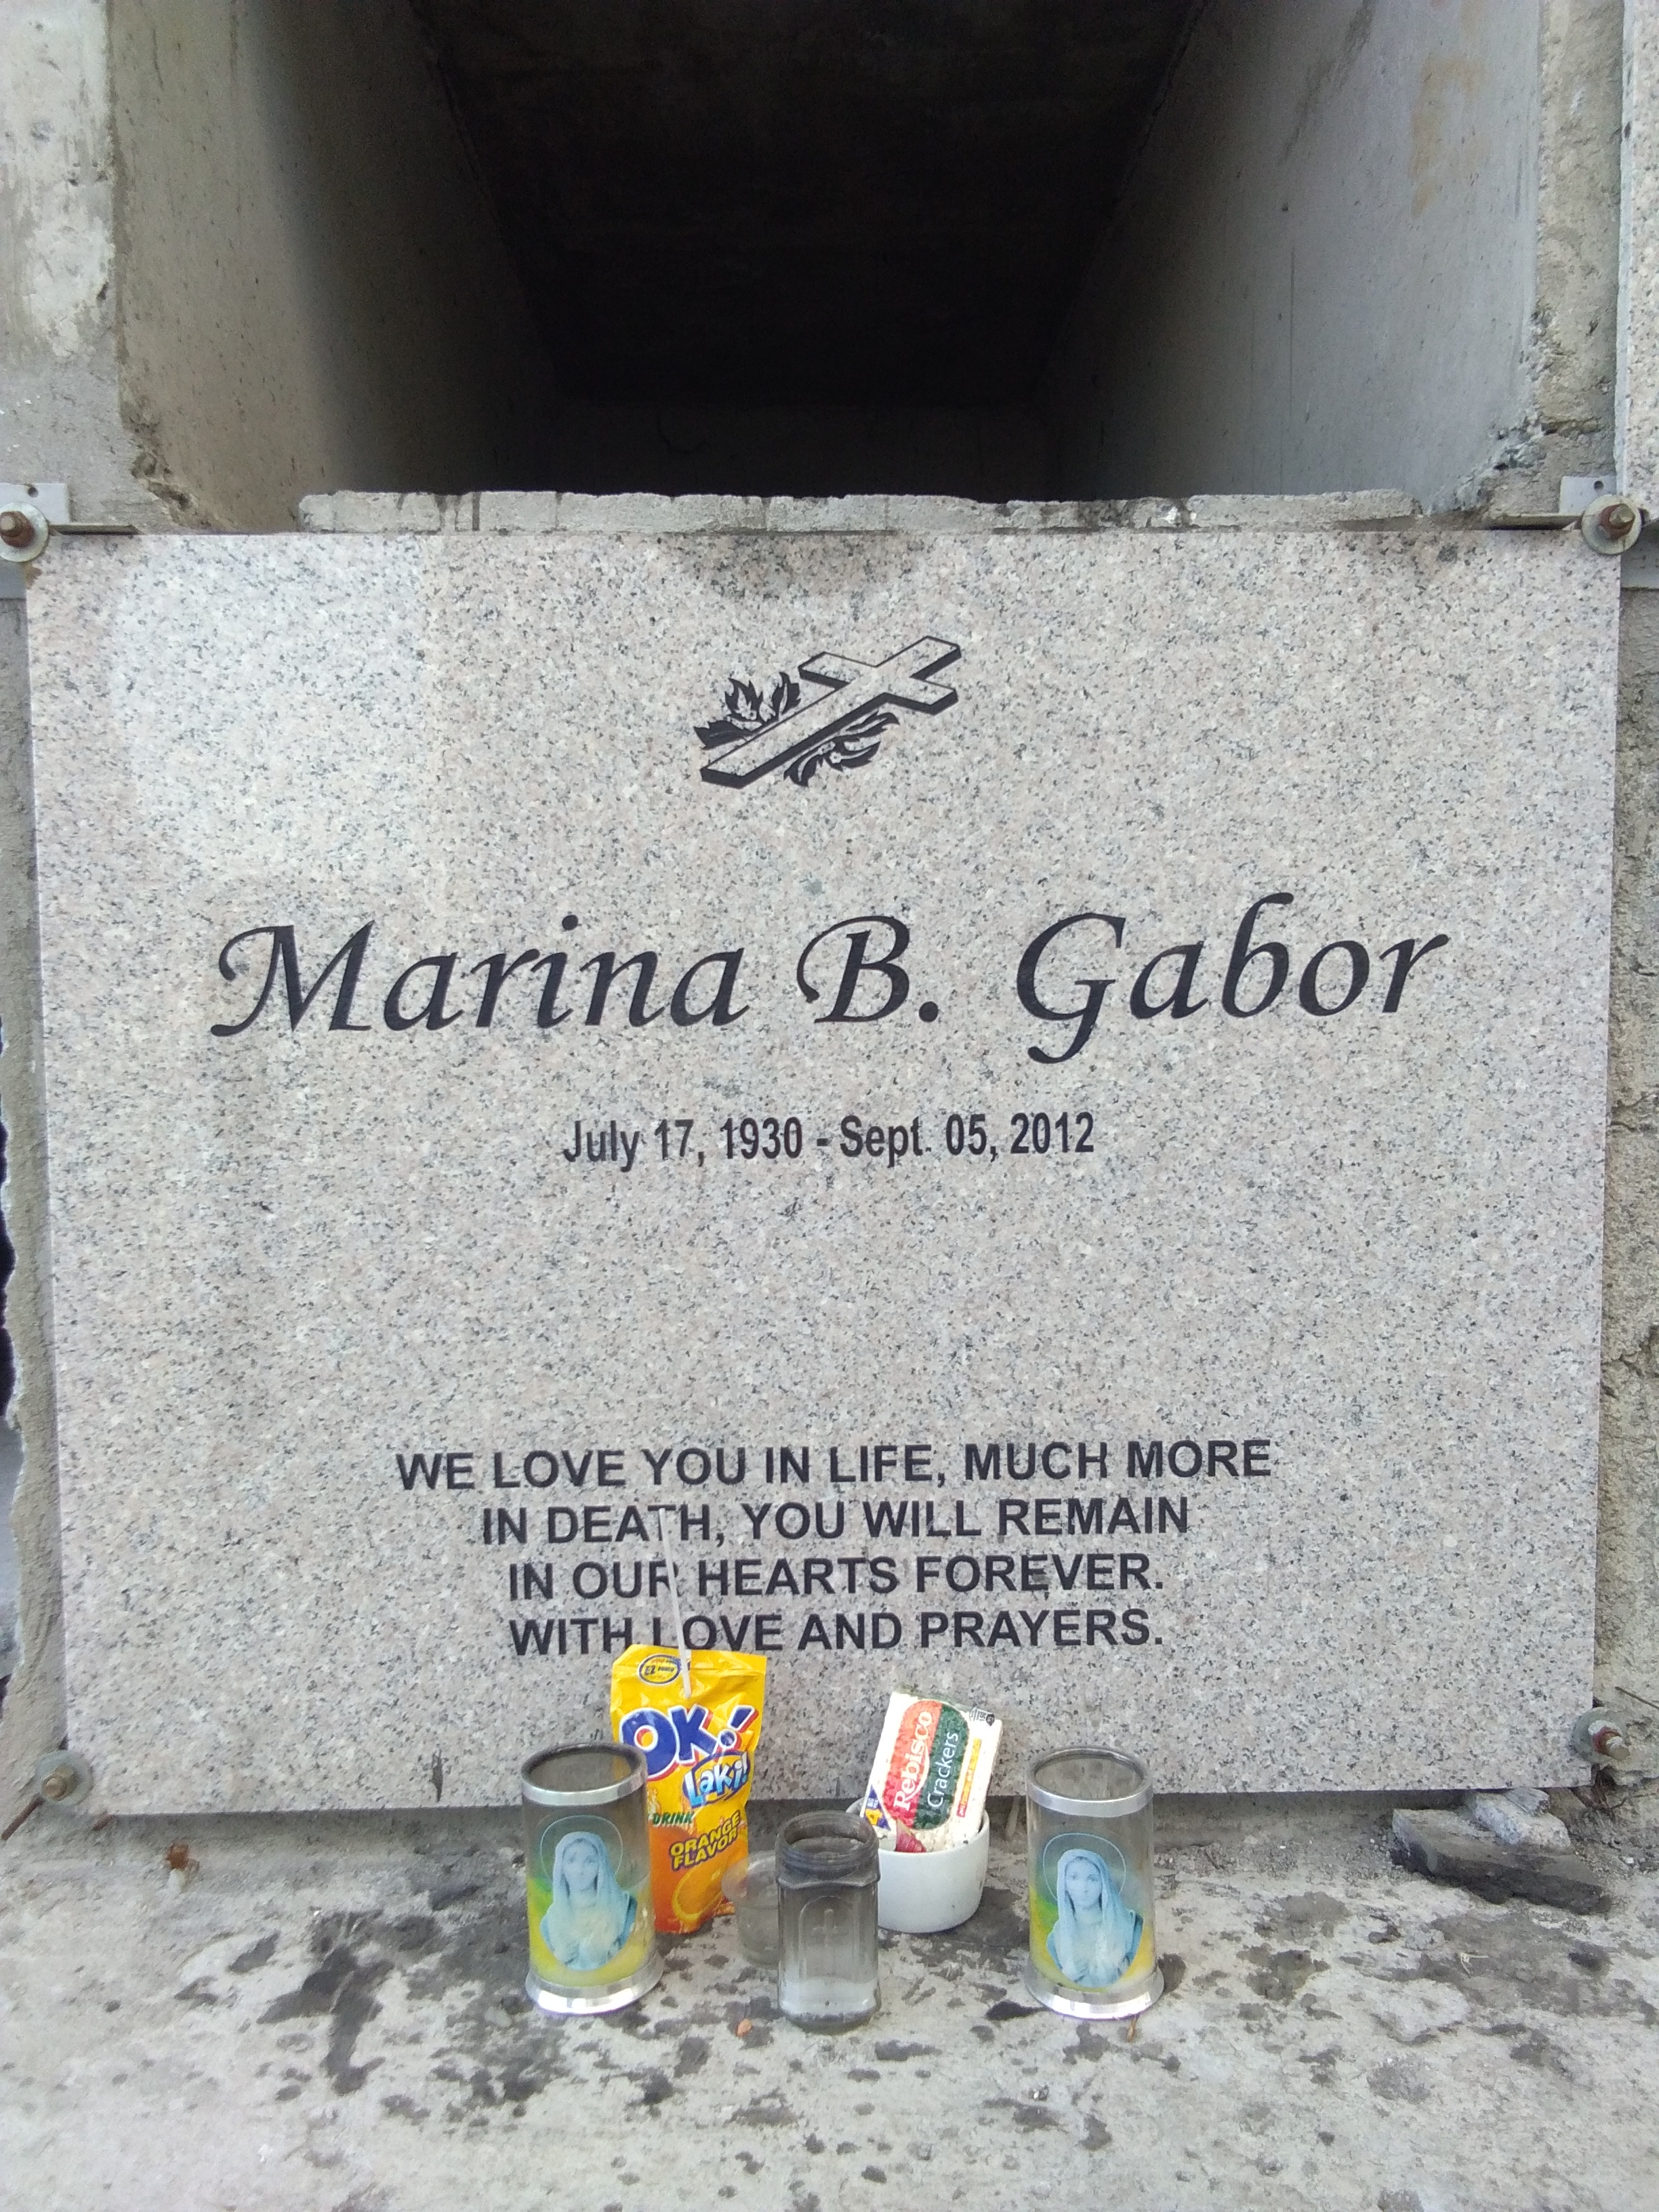 Marina B. Gabor
July 17, 1930 - Sept. 05, 2012
WE LOVE YOU IN LIFE, MUCH MORE
IN DEATH, YOU WILL REMAIN
IN OUR HEARTS FOREVER.
WITH LOVE AND PRAYERS.
OK!
Laki!
DRINK
ORANGE
FLAVOR
Rebisco
Crackers